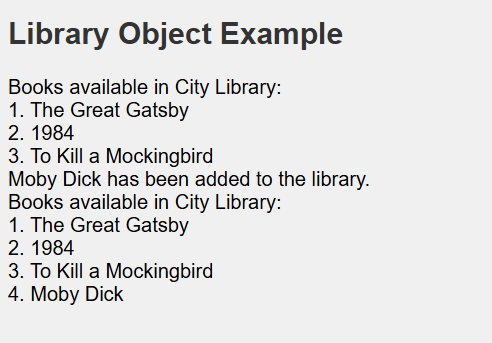 Library Object Example
Books available in City Library:
1. The Great Gatsby
2. 1984
3. To Kill a Mockingbird
Moby Dick has been added to the library.
Books available in City Library:
1. The Great Gatsby
2. 1984
3. To Kill a Mockingbird
4. Moby Dick